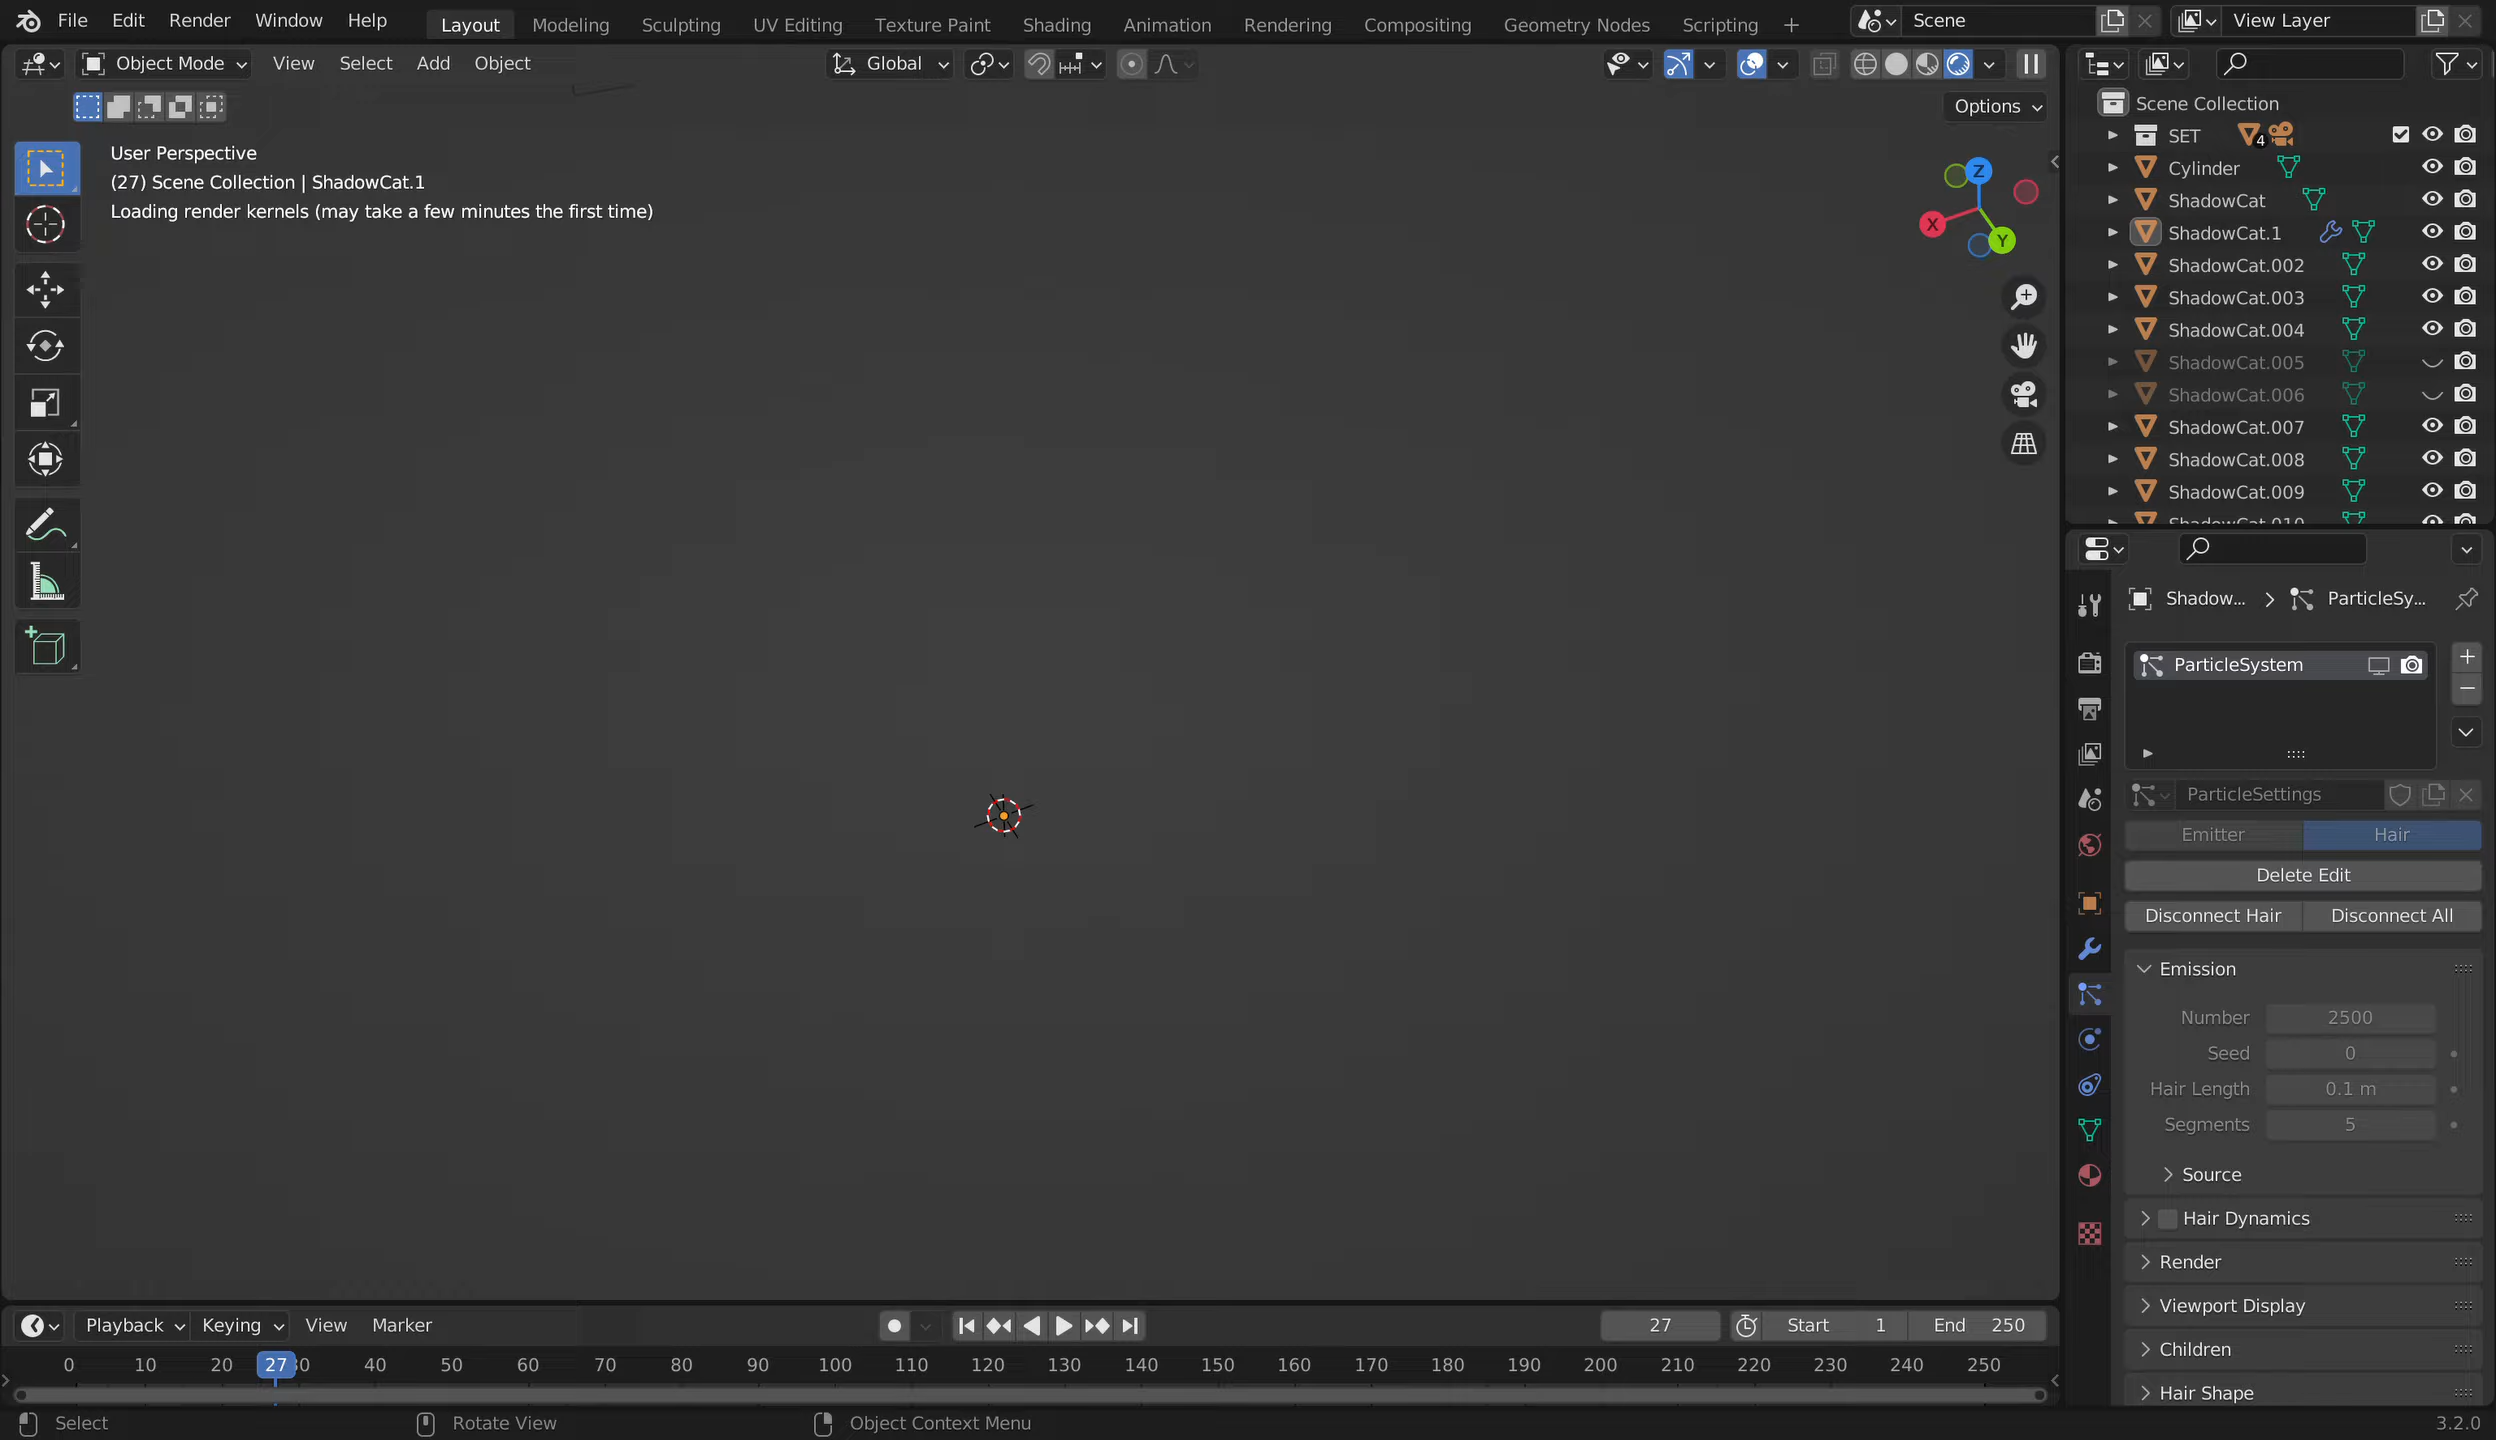 File Edit Render Window Help Layout Modeling Sculpting UV Editing Texture Paint Shading Animation Rendering Compositing Geometry Nodes Scripting + Scene View Layer
Object Mode View Select Add Object Global
Options
User Perspective
(27) Scene Collection | ShadowCat.1
Loading render kernels (may take a few minutes the first time)
Z
X
Y
Scene Collection
SET 4
Cylinder
ShadowCat
ShadowCat.1
ShadowCat.002
ShadowCat.003
ShadowCat.004
ShadowCat.005
ShadowCat.006
ShadowCat.007
ShadowCat.008
ShadowCat.009
ShadowCat.010
Shadow... ParticleSy...
ParticleSystem
ParticleSettings
Emitter Hair
Delete Edit
Disconnect Hair Disconnect All
Emission
Number 2500
Seed 0
Hair Length 0.1 m
Segments 5
Source
Hair Dynamics
Render
Viewport Display
Children
Hair Shape
Playback Keying View Marker 27 Start 1 End 250
0 10 20 27 30 40 50 60 70 80 90 100 110 120 130 140 150 160 170 180 190 200 210 220 230 240 250
Select Rotate View Object Context Menu 3.2.0